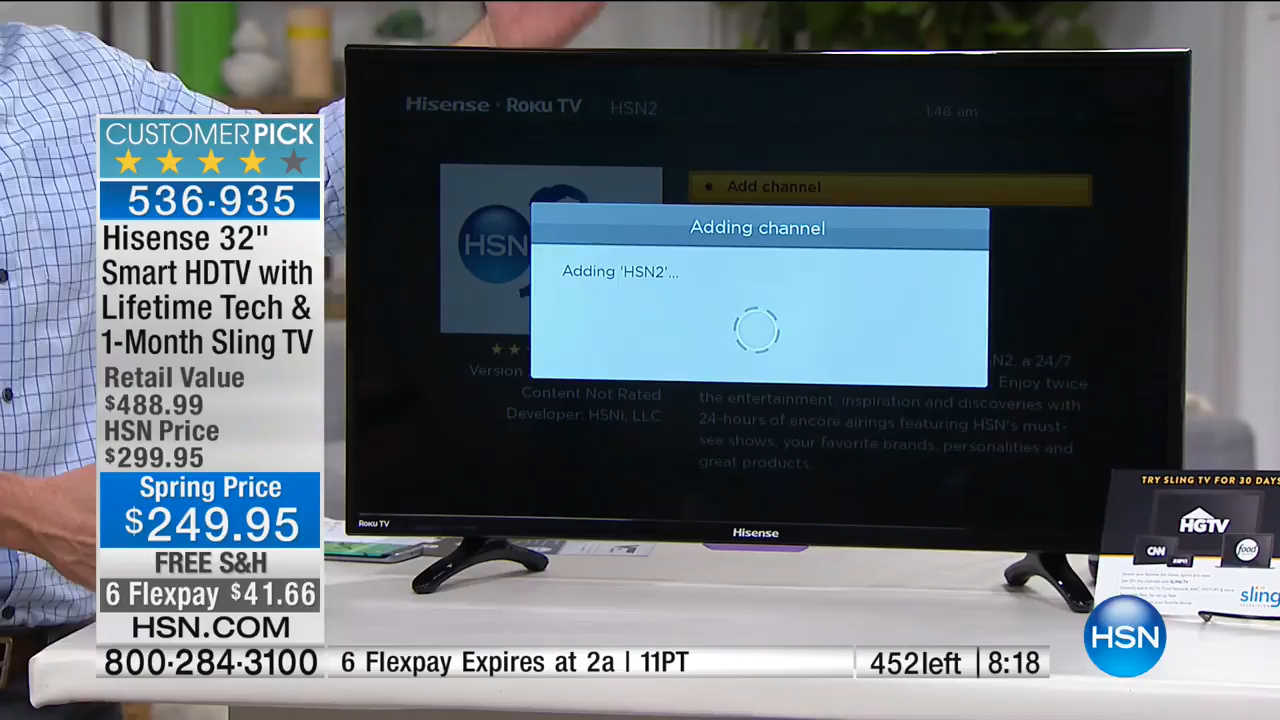 CUSTOMER PICK
536-935
Hisense 32"
Smart HDTV with
Lifetime Tech &
1-Month Sling TV
Retail Value
$488.99
HSN Price
$299.95
Spring Price
$249.95
FREE S&H
6 Flexpay $41.66
HSN.COM
800-284-3100
6 Flexpay Expires at 2a | 11PT
452 left | 8:18
Hisense · Roku TV HSN2
1:48 am
Add channel
HSN
Adding channel
Adding 'HSN2'...
Version
Content Not Rated
Developer: HSNi, LLC
N2, a 24/7
Enjoy twice
the entertainment, inspiration and discoveries with
24-hours of encore airings featuring HSN's must-
see shows, your favorite brands, personalities and
great products.
Roku TV
Hisense
TRY SLING TV FOR 30 DAYS
HGTV
CNN
ESPN
food
sling
HSN